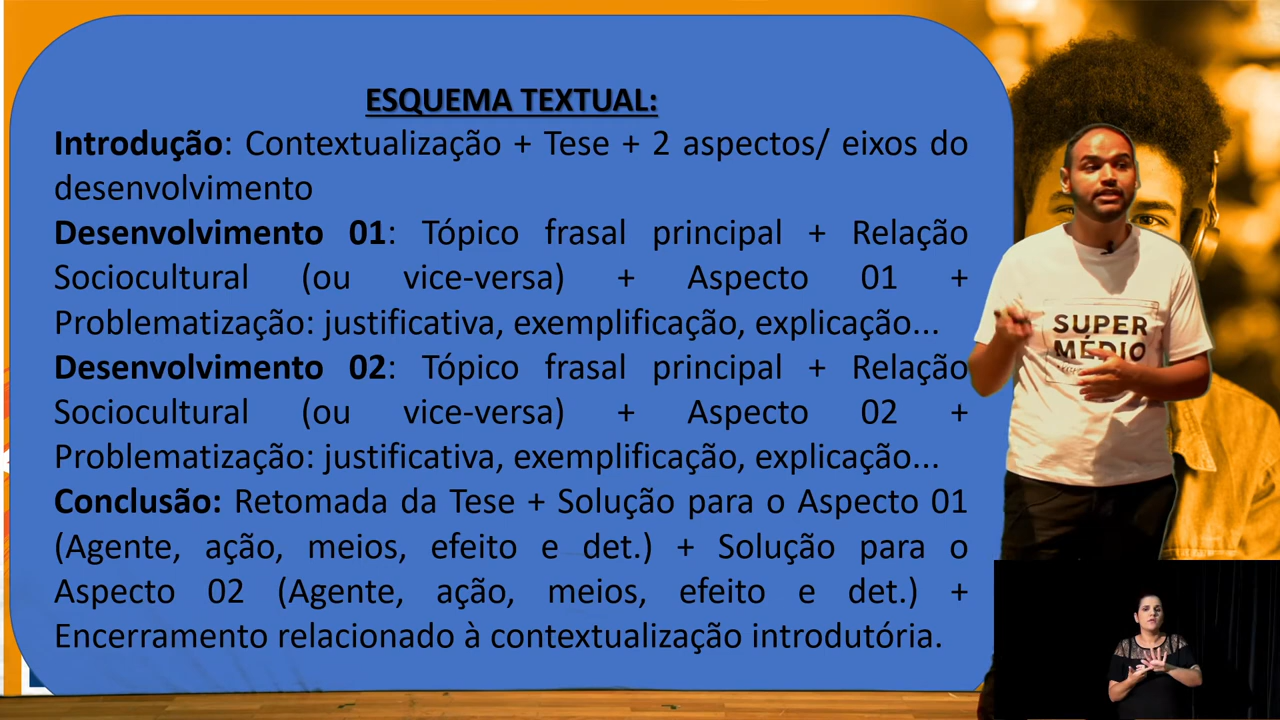 ESQUEMA TEXTUAL:
Introdução: Contextualização + Tese + 2 aspectos/ eixos do
desenvolvimento
Desenvolvimento 01: Tópico frasal principal + Relação
Sociocultural (ou vice-versa) + Aspecto 01 +
Problematização: justificativa, exemplificação, explicação...
Desenvolvimento 02: Tópico frasal principal + Relação
Sociocultural (ou vice-versa) + Aspecto 02 +
Problematização: justificativa, exemplificação, explicação...
Conclusão: Retomada da Tese + Solução para o Aspecto 01
(Agente, ação, meios, efeito e det.) + Solução para o
Aspecto 02 (Agente, ação, meios, efeito e det.) +
Encerramento relacionado à contextualização introdutória.
SUPER
MÉDIO